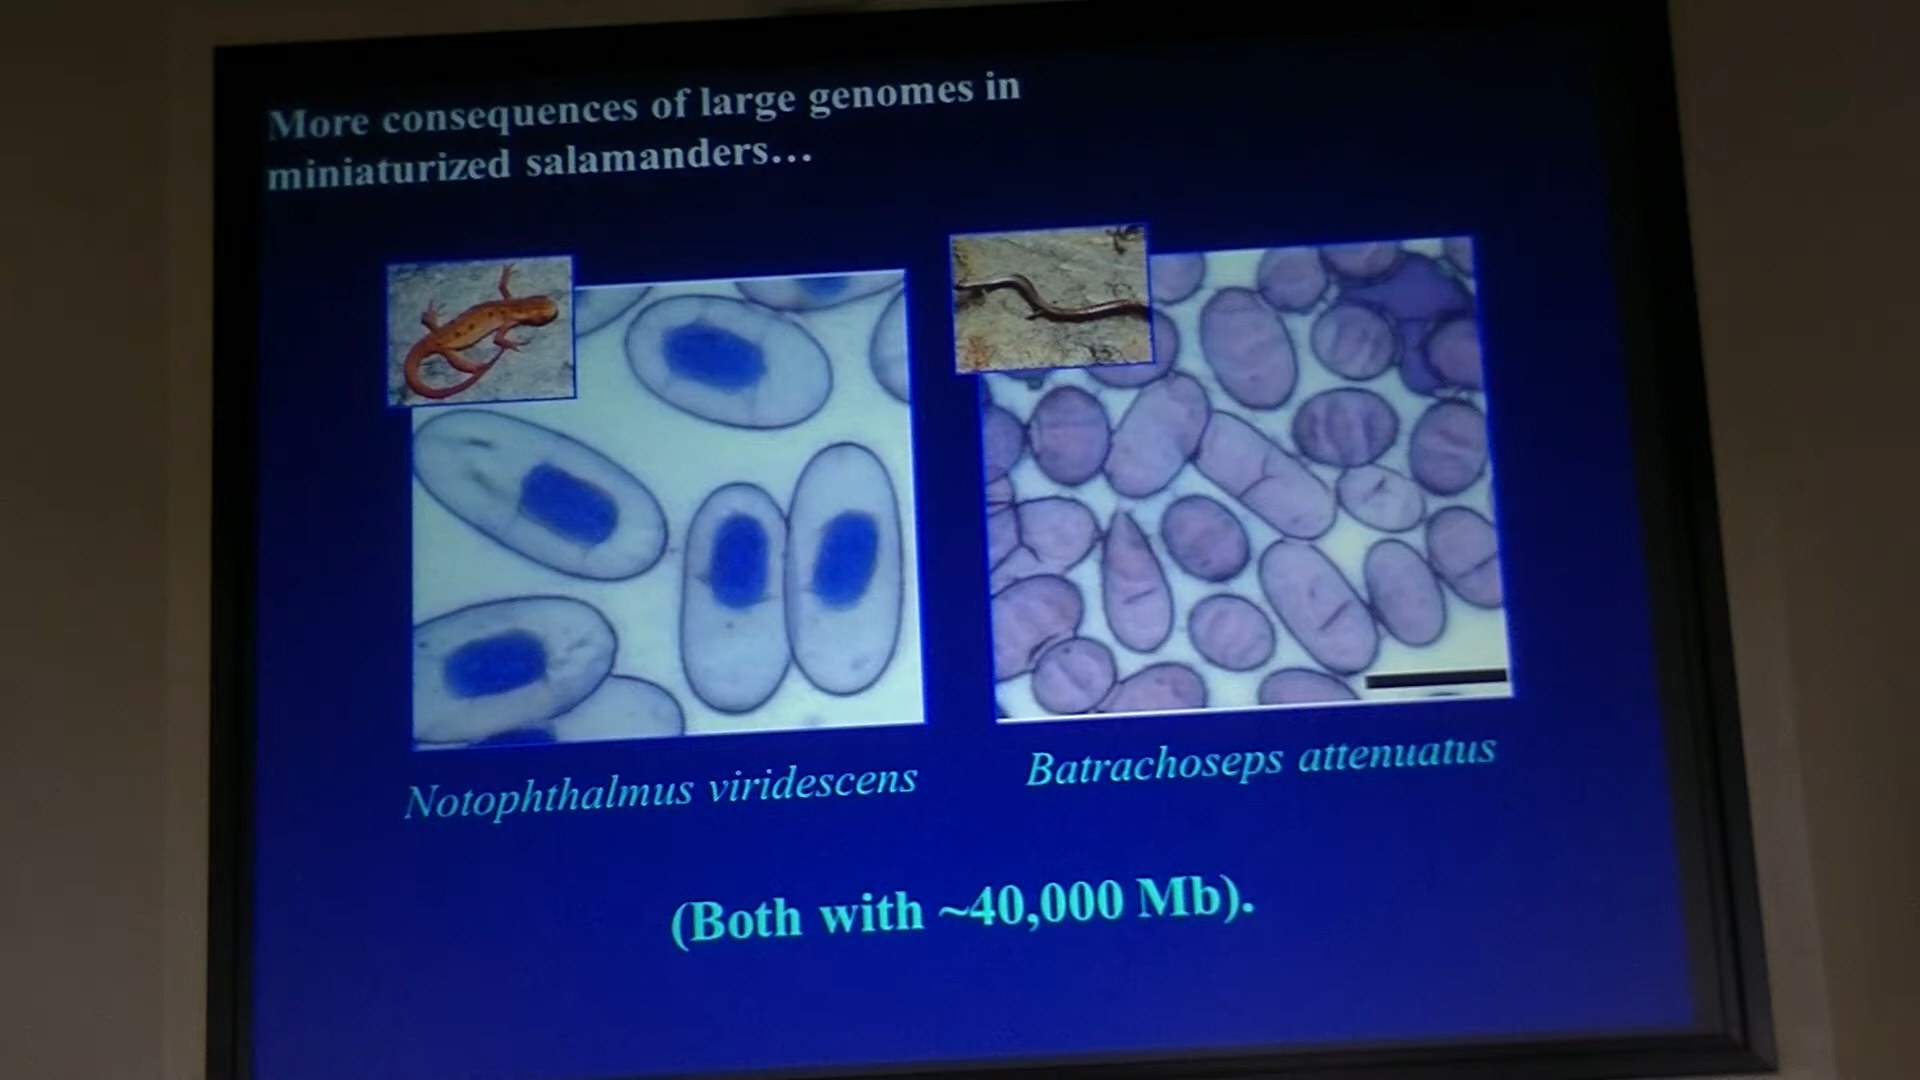 More consequences of large genomes in
miniaturized salamanders...
Notophthalmus viridescens
Batrachoseps attenuatus
(Both with ~40,000 Mb).